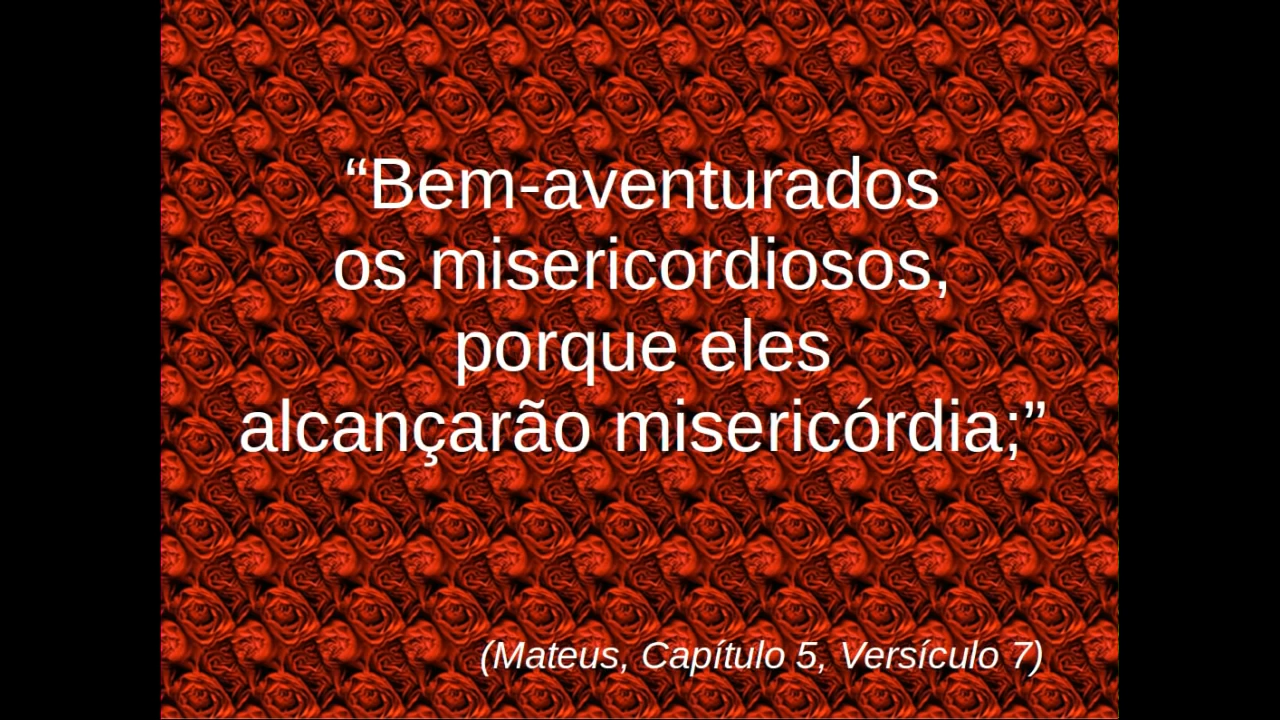 “Bem-aventurados
os misericordiosos,
porque eles
alcançarão misericórdia;”
(Mateus, Capítulo 5, Versículo 7)